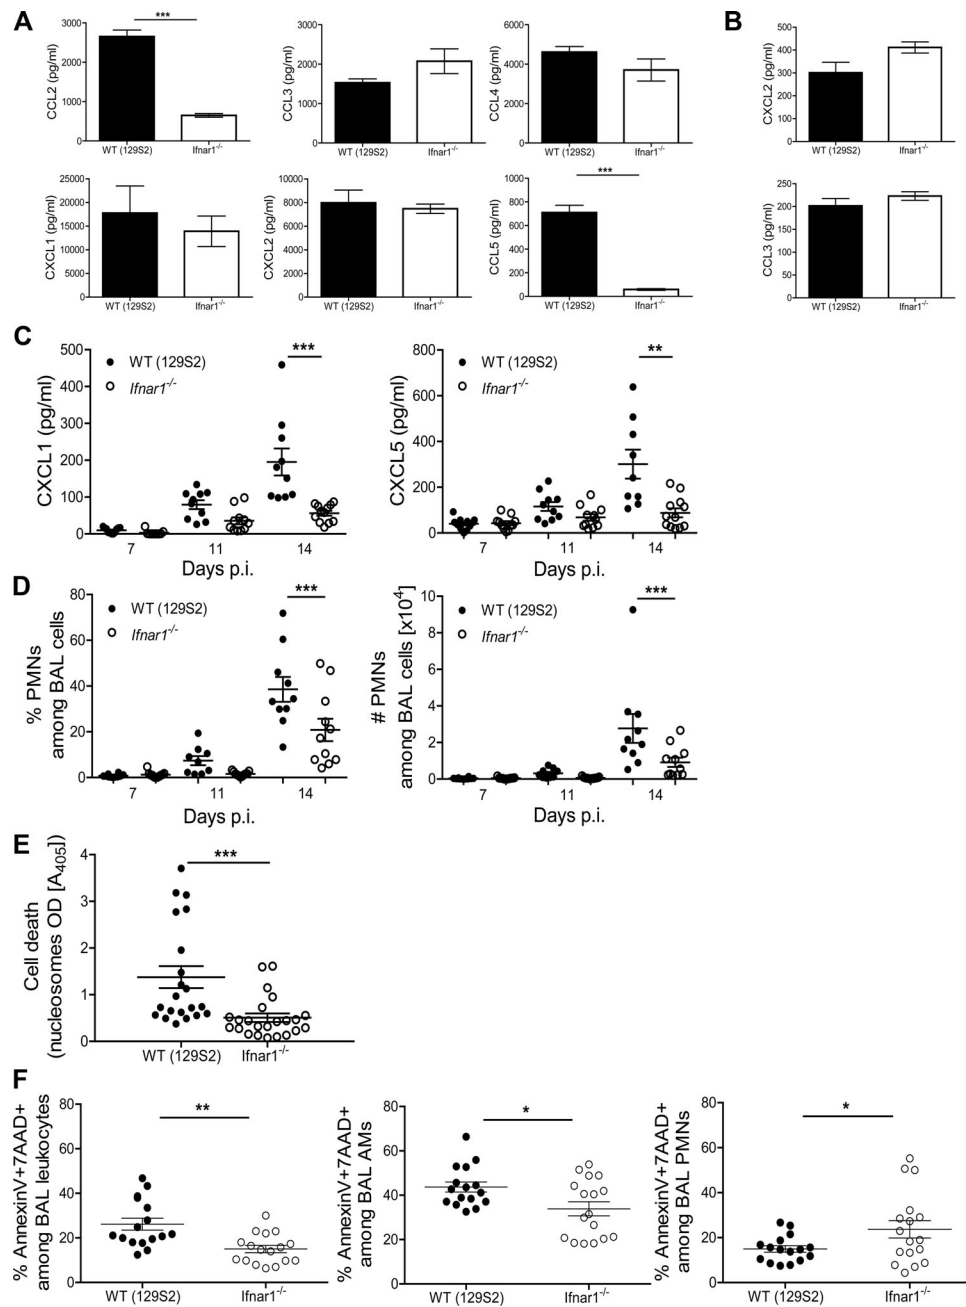 A
B
CCL2 (pg/ml)
3000
2000
1000
0
***
WT (129S2)
Ifnar1-/-
CCL3 (pg/ml)
3000
2000
1000
0
WT (129S2)
Ifnar1-/-
CCL4 (pg/ml)
6000
4000
2000
0
WT (129S2)
Ifnar1-/-
CXCL2 (pg/ml)
500
400
300
200
100
0
WT (129S2)
Ifnar1-/-
CXCL1 (pg/ml)
25000
20000
15000
10000
5000
0
WT (129S2)
Ifnar1-/-
CXCL2 (pg/ml)
10000
8000
6000
4000
2000
0
WT (129S2)
Ifnar1-/-
CCL5 (pg/ml)
1000
800
600
400
200
0
***
WT (129S2)
Ifnar1-/-
CCL3 (pg/ml)
250
200
150
100
50
0
WT (129S2)
Ifnar1-/-
C
CXCL1 (pg/ml)
500
400
300
200
100
0
WT (129S2)
Ifnar1-/-
***
7 11 14
Days p.i.
CXCL5 (pg/ml)
800
600
400
200
0
WT (129S2)
Ifnar1-/-
**
7 11 14
Days p.i.
D
% PMNs
among BAL cells
80
60
40
20
0
WT (129S2)
Ifnar1-/-
***
7 11 14
Days p.i.
# PMNs
among BAL cells [x10⁴]
10
8
6
4
2
0
WT (129S2)
Ifnar1-/-
***
7 11 14
Days p.i.
E
Cell death
(nucleosomes OD [A405])
4
3
2
1
0
***
WT (129S2)
Ifnar1-/-
F
% AnnexinV+7AAD+
among BAL leukocytes
80
60
40
20
0
**
WT (129S2)
Ifnar1-/-
% AnnexinV+7AAD+
among BAL AMs
80
60
40
20
0
*
WT (129S2)
Ifnar1-/-
% AnnexinV+7AAD+
among BAL PMNs
80
60
40
20
0
*
WT (129S2)
Ifnar1-/-